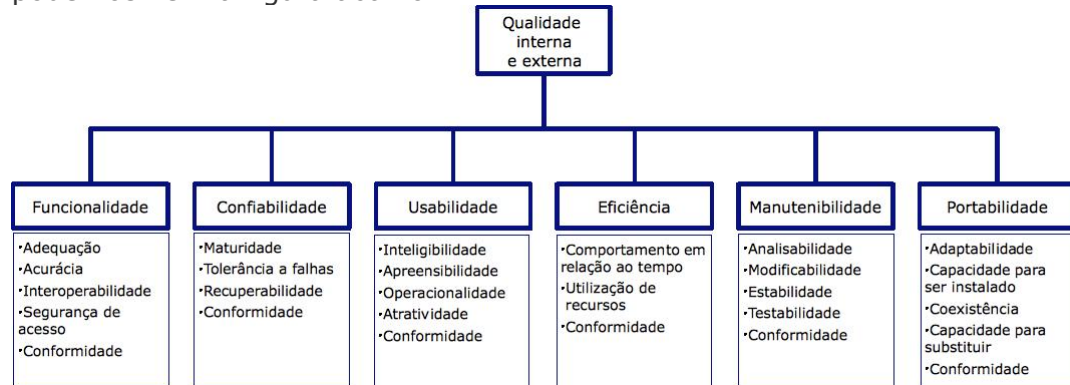 Qualidade
interna
e externa
Funcionalidade
•Adequação
•Acurácia
•Interoperabilidade
•Segurança de
acesso
•Conformidade
Confiabilidade
•Maturidade
•Tolerância a falhas
•Recuperabilidade
•Conformidade
Usabilidade
•Inteligibilidade
•Apreensibilidade
•Operacionalidade
•Atratividade
•Conformidade
Eficiência
•Comportamento em
relação ao tempo
•Utilização de
recursos
•Conformidade
Manutenibilidade
•Analisabilidade
•Modificabilidade
•Estabilidade
•Testabilidade
•Conformidade
Portabilidade
•Adaptabilidade
•Capacidade para
ser instalado
•Coexistência
•Capacidade para
substituir
•Conformidade